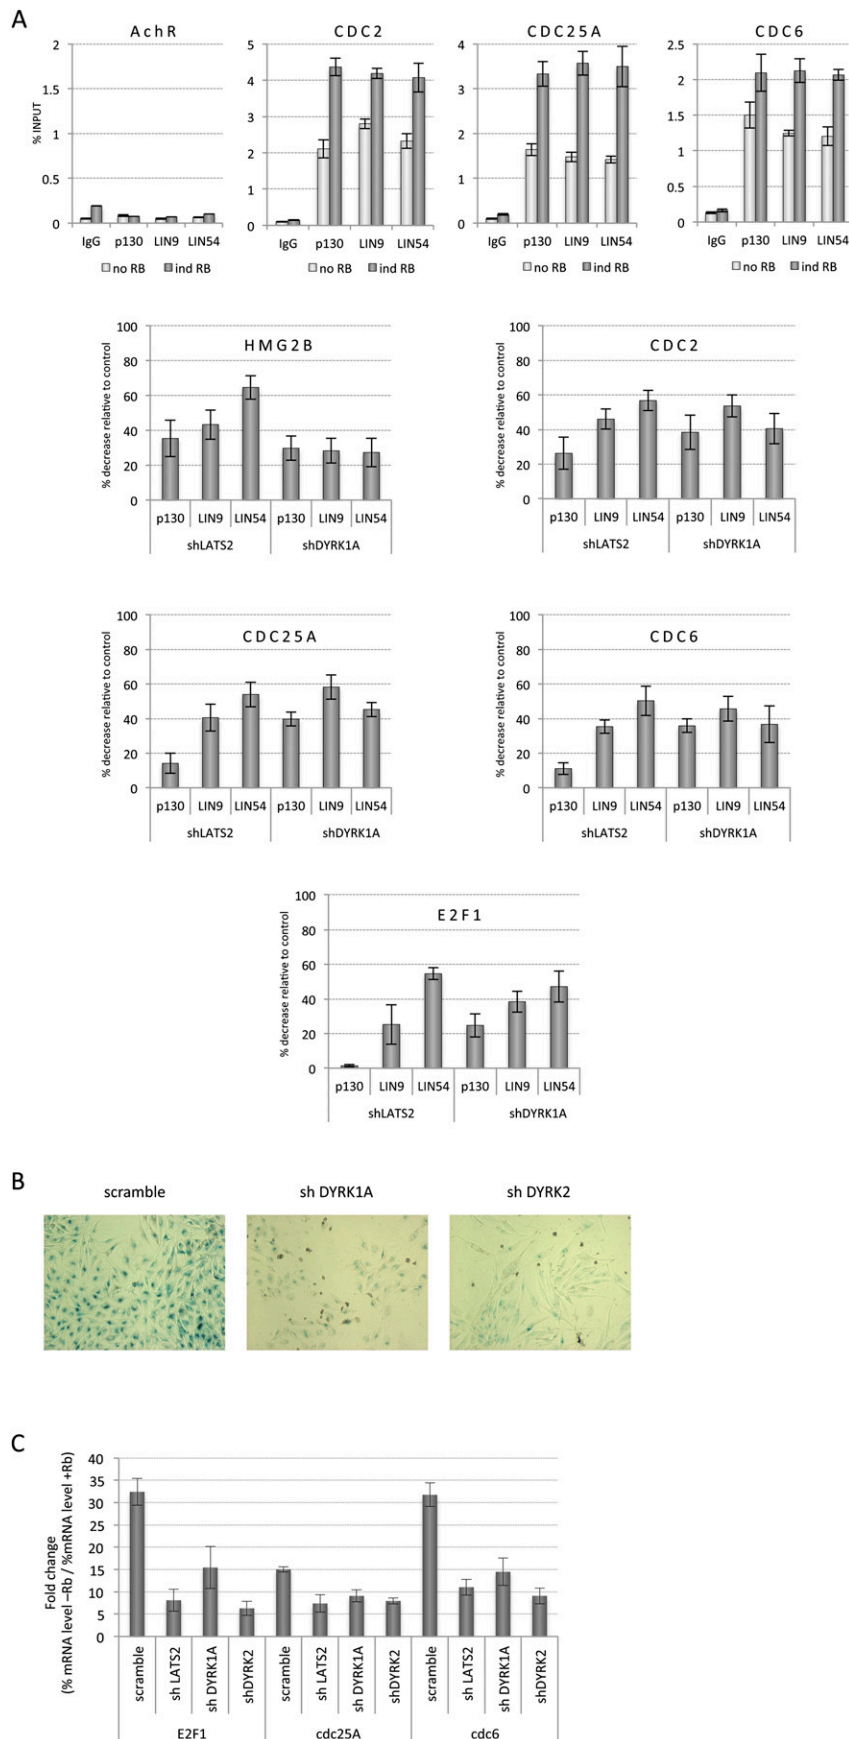 A
AchR
CDC2
CDC25A
CDC6
% INPUT
2
1.5
1
0.5
0
IgG p130 LIN9 LIN54
no RB ind RB
5
4
3
2
1
0
IgG p130 LIN9 LIN54
no RB ind RB
4
3
2
1
0
IgG p130 LIN9 LIN54
no RB ind RB
2.5
2
1.5
1
0.5
0
IgG p130 LIN9 LIN54
no RB ind RB
HMG2B
% decrease relative to control
100
80
60
40
20
0
p130 LIN9 LIN54 p130 LIN9 LIN54
shLATS2 shDYRK1A
CDC2
% decrease relative to control
100
80
60
40
20
0
p130 LIN9 LIN54 p130 LIN9 LIN54
shLATS2 shDYRK1A
CDC25A
% decrease relative to control
100
80
60
40
20
0
p130 LIN9 LIN54 p130 LIN9 LIN54
shLATS2 shDYRK1A
CDC6
% decrease relative to control
100
80
60
40
20
0
p130 LIN9 LIN54 p130 LIN9 LIN54
shLATS2 shDYRK1A
E2F1
% decrease relative to control
100
80
60
40
20
0
p130 LIN9 LIN54 p130 LIN9 LIN54
shLATS2 shDYRK1A
B
scramble sh DYRK1A sh DYRK2
C
Fold change
(% mRNA level –Rb / %mRNA level +Rb)
40
35
30
25
20
15
10
5
0
scramble
sh LATS2
sh DYRK1A
shDYRK2
scramble
sh LATS2
sh DYRK1A
shDYRK2
scramble
sh LATS2
sh DYRK1A
shDYRK2
E2F1 cdc25A cdc6